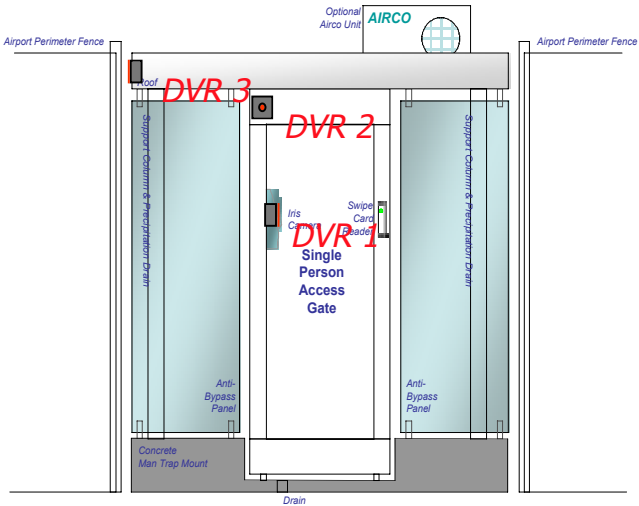 Optional
Airco Unit
AIRCO
Airport Perimeter Fence
Airport Perimeter Fence
Roof
DVR 3
DVR 2
Support Column & Precipitation Drain
Support Column & Precipitation Drain
Iris
Camera
Swipe
Card
Reader
DVR 1
Single
Person
Access
Gate
Anti-
Bypass
Panel
Anti-
Bypass
Panel
Concrete
Man Trap Mount
Drain